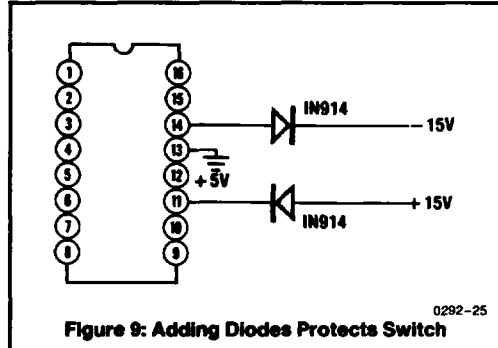 1 16
2 15
3 14 IN914 − 15V
4 13
5 12 + 5V
6 11 + 15V
7 10 IN914
8 9
0292-25
Figure 9: Adding Diodes Protects Switch